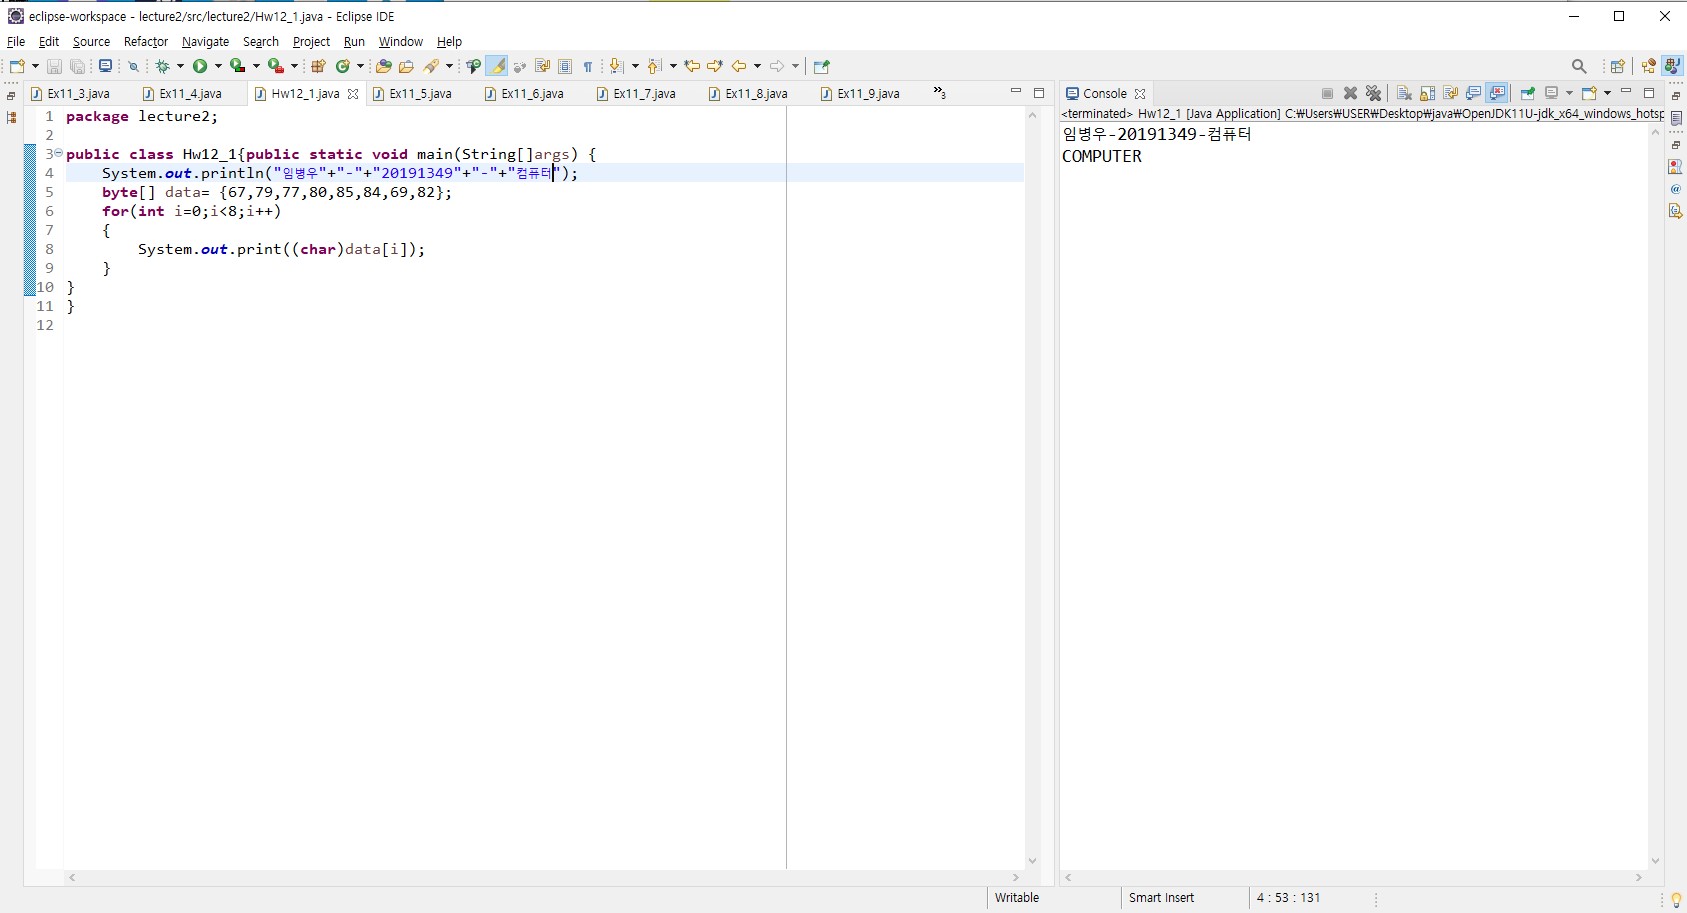 eclipse-workspace - lecture2/src/lecture2/Hw12_1.java - Eclipse IDE
File Edit Source Refactor Navigate Search Project Run Window Help
Ex11_3.java Ex11_4.java Hw12_1.java Ex11_5.java Ex11_6.java Ex11_7.java Ex11_8.java Ex11_9.java »3
1 package lecture2;
2
3 public class Hw12_1{public static void main(String[]args) {
4 System.out.println("임병우"+"-"+"20191349"+"-"+"컴퓨터");
5 byte[] data= {67,79,77,80,85,84,69,82};
6 for(int i=0;i<8;i++)
7 {
8 System.out.print((char)data[i]);
9 }
10 }
11 }
12
Console
<terminated> Hw12_1 [Java Application] C:₩Users₩USER₩Desktop₩java₩OpenJDK11U-jdk_x64_windows_hotsp
임병우-20191349-컴퓨터
COMPUTER
Writable Smart Insert 4 : 53 : 131